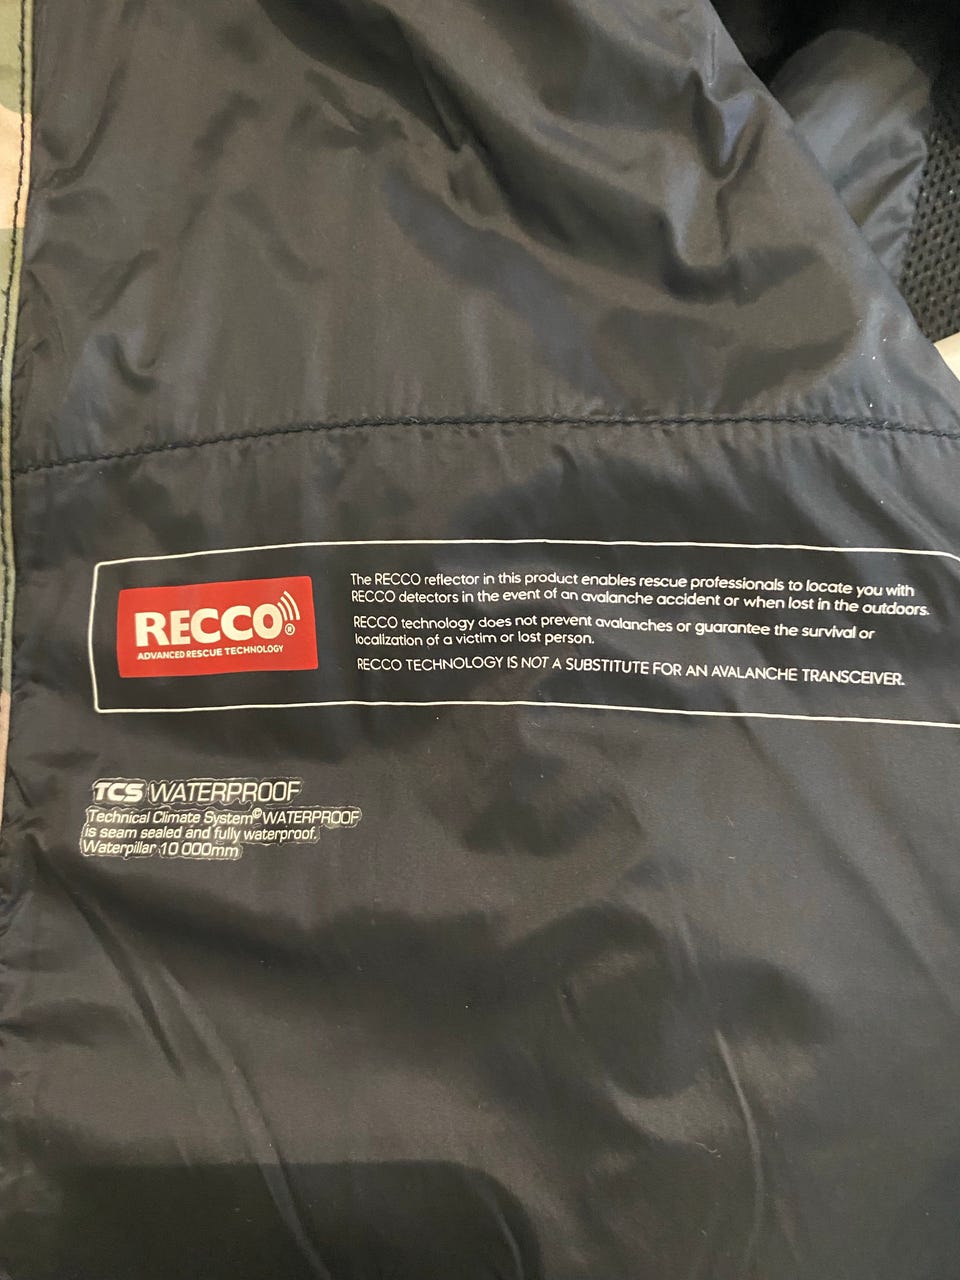 RECCO®
ADVANCED RESCUE TECHNOLOGY
The RECCO reflector in this product enables rescue professionals to locate you with
RECCO detectors in the event of an avalanche accident or when lost in the outdoors.
RECCO technology does not prevent avalanches or guarantee the survival or
localization of a victim or lost person.
RECCO TECHNOLOGY IS NOT A SUBSTITUTE FOR AN AVALANCHE TRANSCEIVER.
TCS WATERPROOF
Technical Climate System© WATERPROOF
is seam sealed and fully waterproof.
Waterpillar 10 000mm